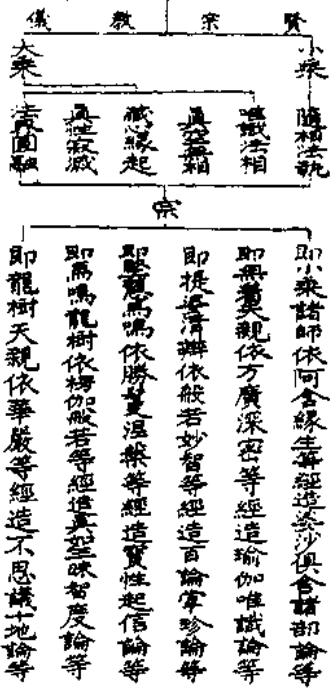 賢宗教儀
小乘
大乘
隨相法執
唯識法相
眞空無相
藏心緣起
眞性寂滅
法界圓融
宗
即小乘諸師依阿含緣生等經造婆沙俱舍諸部論等
即無著天親依方廣深密等經造瑜伽唯識論等
即提婆清辯依般若妙智等經造百論掌珍論等
即堅慧馬鳴依勝鬘涅槃等經造寶性起信論等
即馬鳴龍樹依楞伽般若等經造眞如三昧智度論等
即龍樹天親依華嚴等經造不思議十地論等